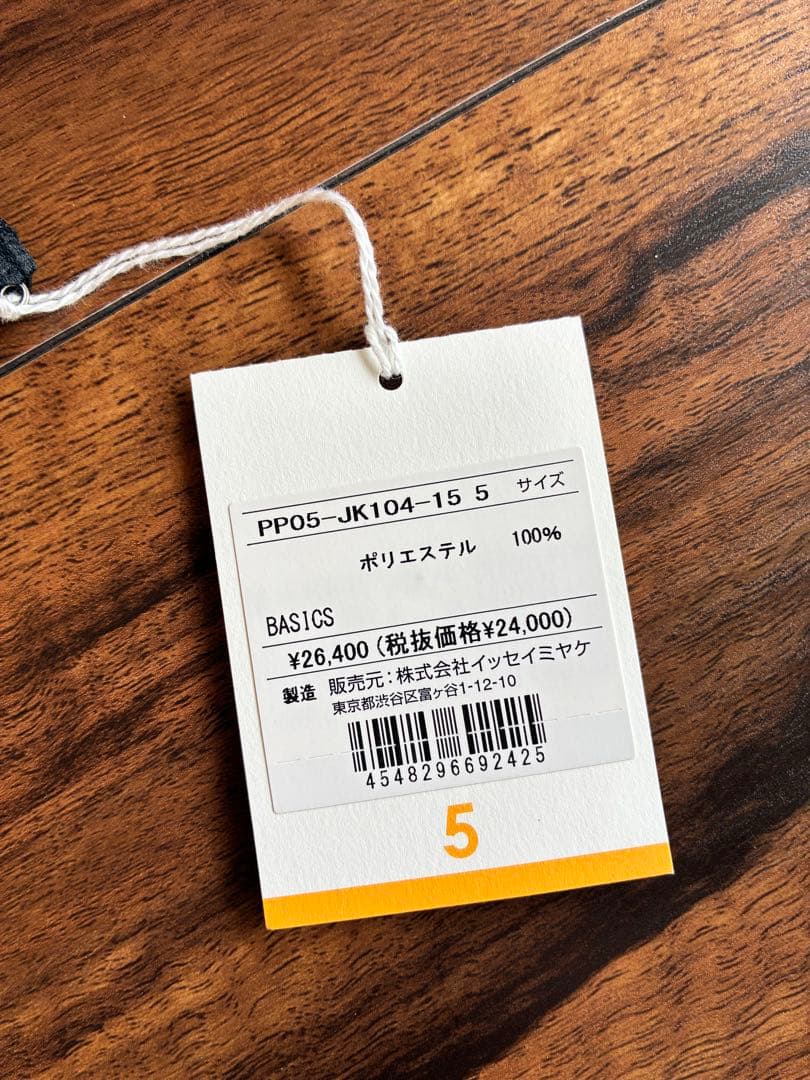 PP05-JK104-15 5 サイズ
ポリエステル 100%
BASICS
¥26,400(税抜価格¥24,000)
製造 販売元:株式会社イッセイミヤケ
東京都渋谷区富ヶ谷1-12-10
4548296692425
5